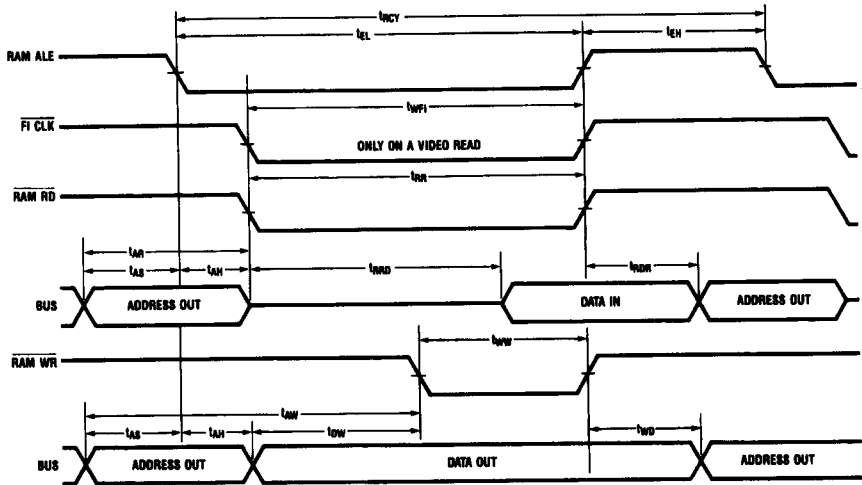 tRCY
tEL
tEH
RAM ALE
tWFI
FI CLK
ONLY ON A VIDEO READ
tRR
RAM RD
tAR
tAS
tAH
tRRD
tRDR
BUS
ADDRESS OUT
DATA IN
ADDRESS OUT
RAM WR
tWW
tAW
tAS
tAH
tDW
tWD
BUS
ADDRESS OUT
DATA OUT
ADDRESS OUT